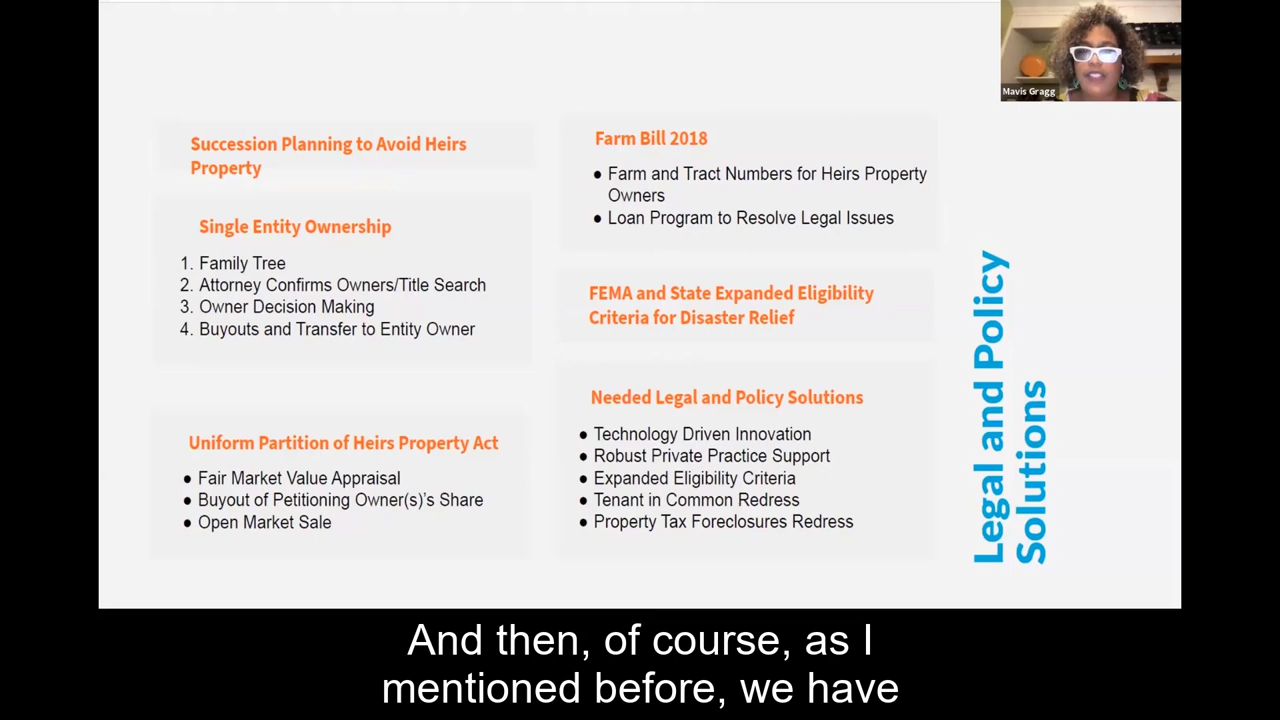 Mavis Gragg
Succession Planning to Avoid Heirs
Property
Single Entity Ownership
1. Family Tree
2. Attorney Confirms Owners/Title Search
3. Owner Decision Making
4. Buyouts and Transfer to Entity Owner
Uniform Partition of Heirs Property Act
● Fair Market Value Appraisal
● Buyout of Petitioning Owner(s)'s Share
● Open Market Sale
Farm Bill 2018
● Farm and Tract Numbers for Heirs Property
Owners
● Loan Program to Resolve Legal Issues
FEMA and State Expanded Eligibility
Criteria for Disaster Relief
Needed Legal and Policy Solutions
● Technology Driven Innovation
● Robust Private Practice Support
● Expanded Eligibility Criteria
● Tenant in Common Redress
● Property Tax Foreclosures Redress
Legal and Policy
Solutions
And then, of course, as I
mentioned before, we have